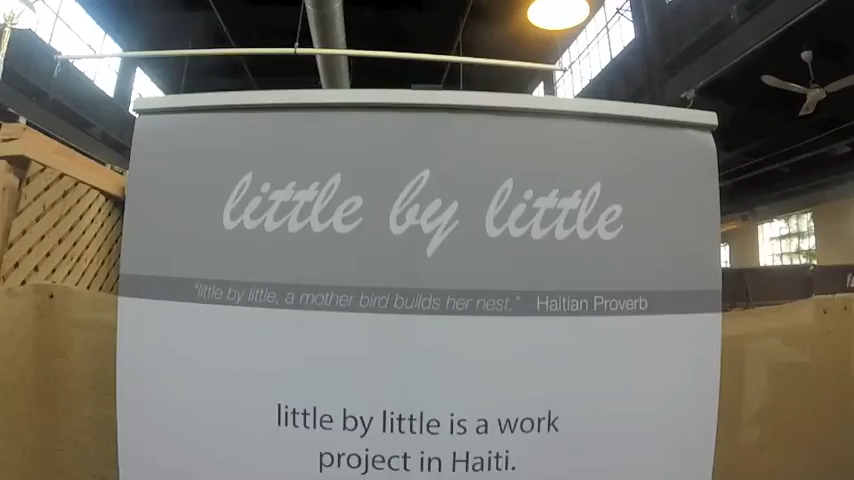 little by little
"little by little, a mother bird builds her nest." Haitian Proverb
little by little is a work
project in Haiti.